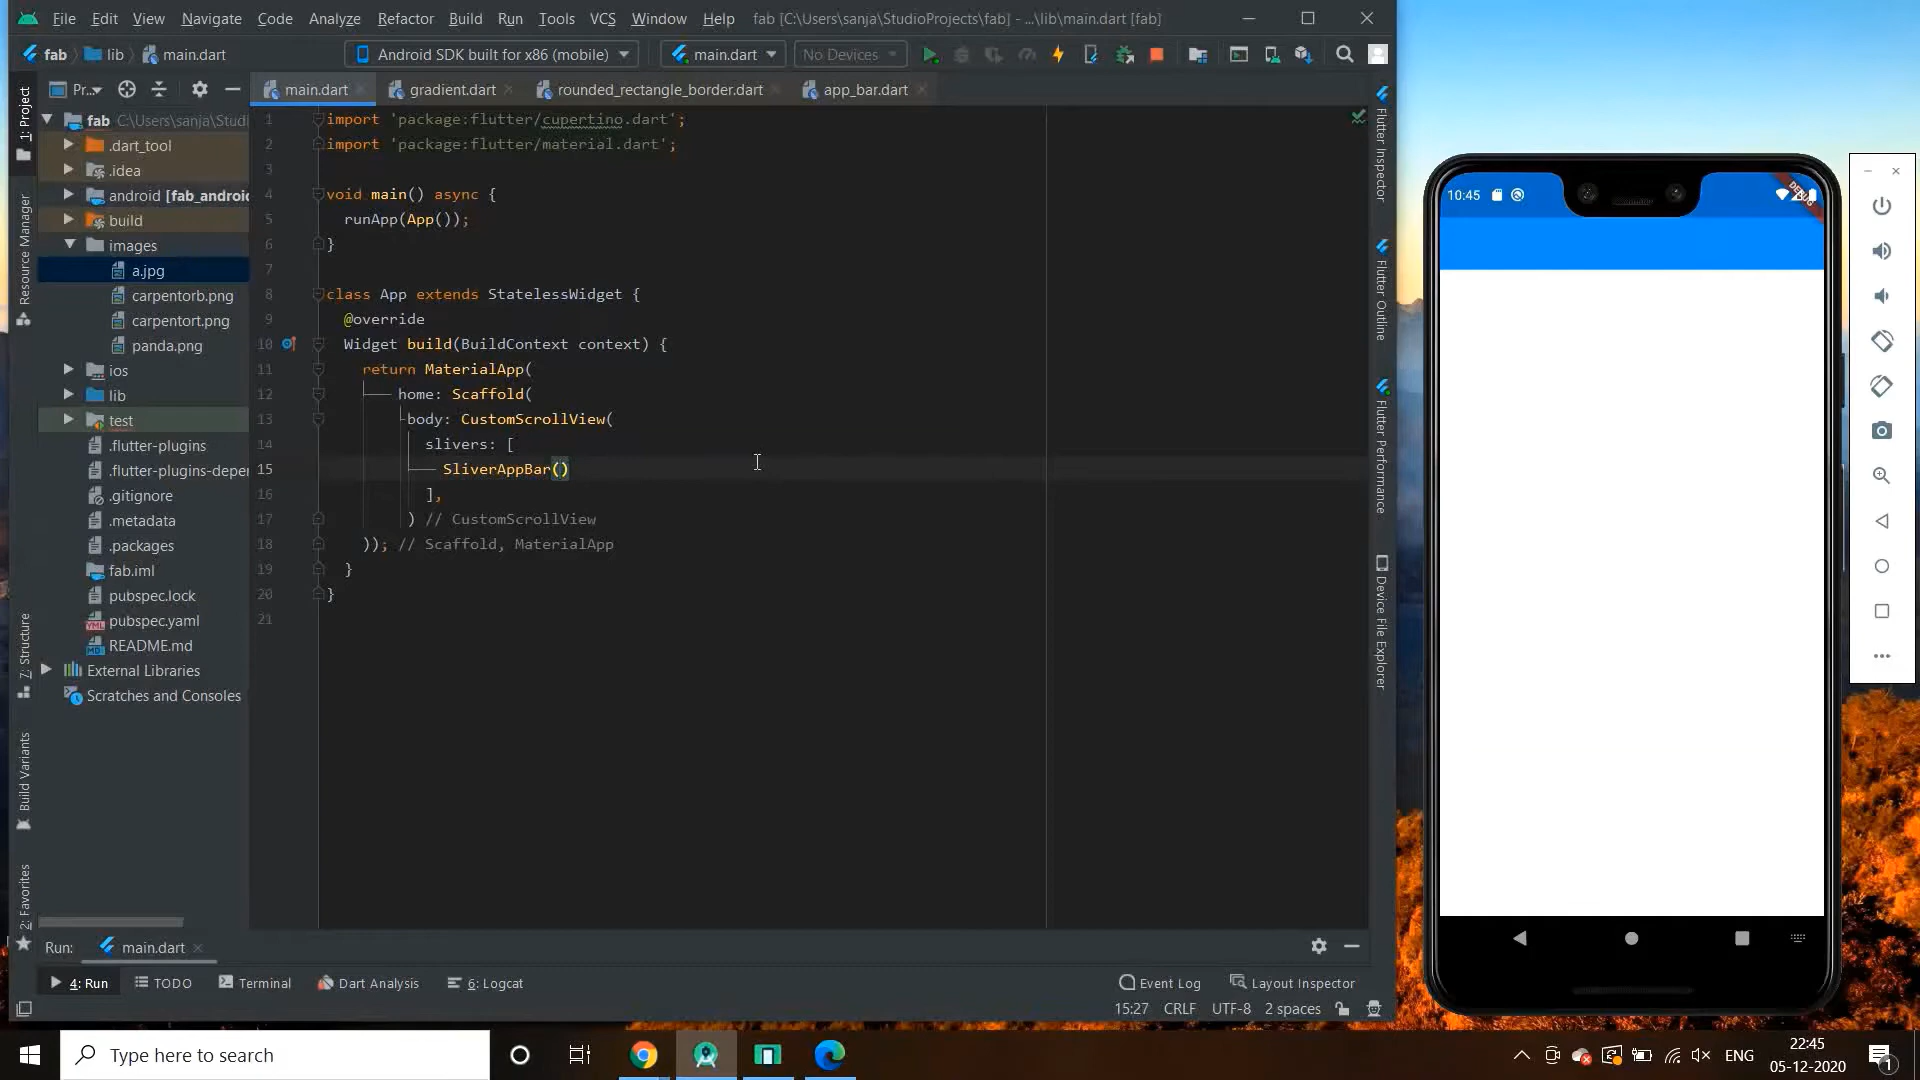 File Edit View Navigate Code Analyze Refactor Build Run Tools VCS Window Help fab [C:\Users\sanja\StudioProjects\fab] - ...\lib\main.dart [fab]
fab lib main.dart Android SDK built for x86 (mobile) main.dart No Devices
Pr... main.dart gradient.dart rounded_rectangle_border.dart app_bar.dart
1: Project
Resource Manager
Z: Structure
Build Variants
2: Favorites
fab C:\Users\sanja\Studi
.dart_tool
.idea
android [fab_android
build
images
a.jpg
carpentorb.png
carpentort.png
panda.png
ios
lib
test
.flutter-plugins
.flutter-plugins-depen
.gitignore
.metadata
.packages
fab.iml
pubspec.lock
pubspec.yaml
README.md
External Libraries
Scratches and Consoles
1 import 'package:flutter/cupertino.dart';
2 import 'package:flutter/material.dart';
3
4 void main() async {
5 runApp(App());
6 }
7
8 class App extends StatelessWidget {
9 @override
10 Widget build(BuildContext context) {
11 return MaterialApp(
12 home: Scaffold(
13 body: CustomScrollView(
14 slivers: [
15 SliverAppBar()
16 ],
17 ) // CustomScrollView
18 )); // Scaffold, MaterialApp
19 }
20 }
21
Flutter Inspector
Flutter Outline
Flutter Performance
Device File Explorer
10:45
DEBUG
Run: main.dart
4: Run TODO Terminal Dart Analysis 6: Logcat Event Log Layout Inspector
15:27 CRLF UTF-8 2 spaces
Type here to search
ENG
22:45
05-12-2020
1